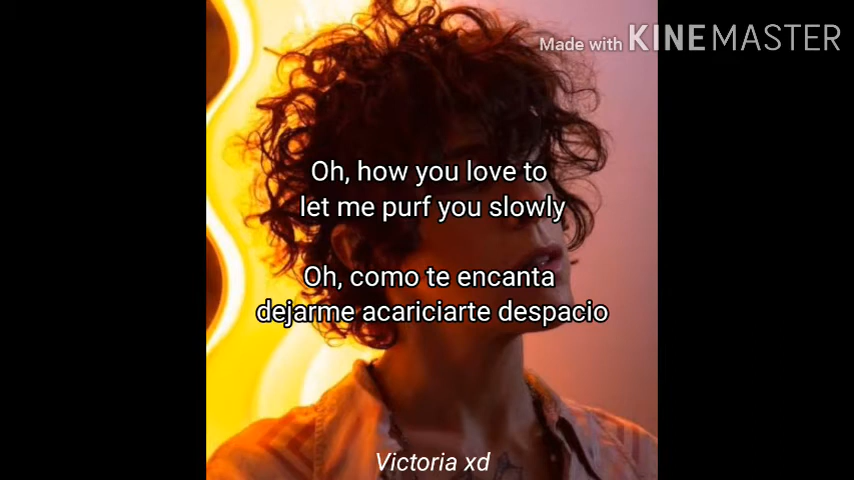 Made with KINEMASTER
Oh, how you love to
let me purf you slowly
Oh, como te encanta
dejarme acariciarte despacio
Victoria xd